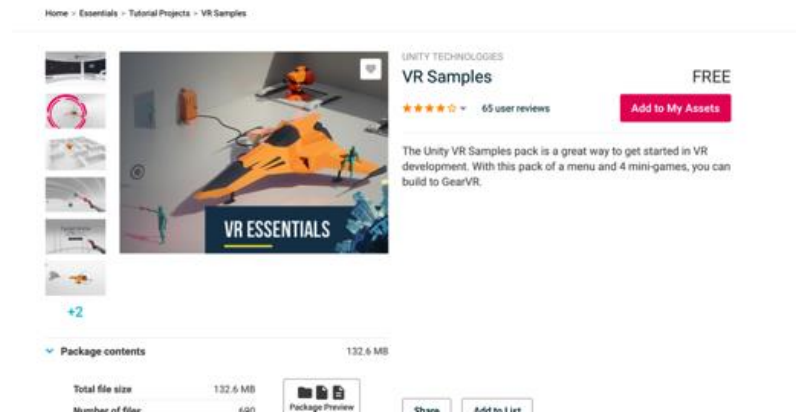 Home > Essentials > Tutorial Projects > VR Samples
UNITY TECHNOLOGIES
VR Samples
FREE
65 user reviews
Add to My Assets
The Unity VR Samples pack is a great way to get started in VR
development. With this pack of a menu and 4 mini-games, you can
build to GearVR.
VR ESSENTIALS
+2
Package contents
132.6 MB
Total file size
132.6 MB
Number of files
690
Package Preview
Share
Add to List